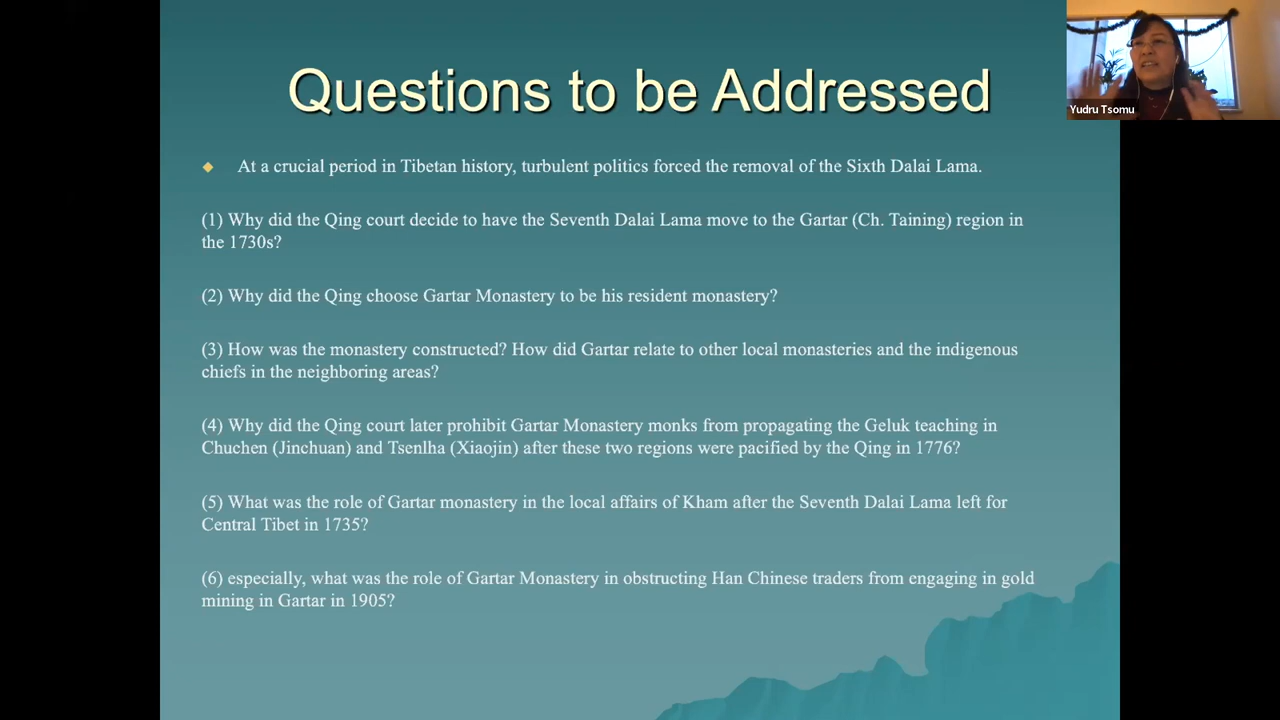 Questions to be Addressed
At a crucial period in Tibetan history, turbulent politics forced the removal of the Sixth Dalai Lama.
(1) Why did the Qing court decide to have the Seventh Dalai Lama move to the Gartar (Ch. Taining) region in
the 1730s?
(2) Why did the Qing choose Gartar Monastery to be his resident monastery?
(3) How was the monastery constructed? How did Gartar relate to other local monasteries and the indigenous
chiefs in the neighboring areas?
(4) Why did the Qing court later prohibit Gartar Monastery monks from propagating the Geluk teaching in
Chuchen (Jinchuan) and Tsenlha (Xiaojin) after these two regions were pacified by the Qing in 1776?
(5) What was the role of Gartar monastery in the local affairs of Kham after the Seventh Dalai Lama left for
Central Tibet in 1735?
(6) especially, what was the role of Gartar Monastery in obstructing Han Chinese traders from engaging in gold
mining in Gartar in 1905?
Yudru Tsomu